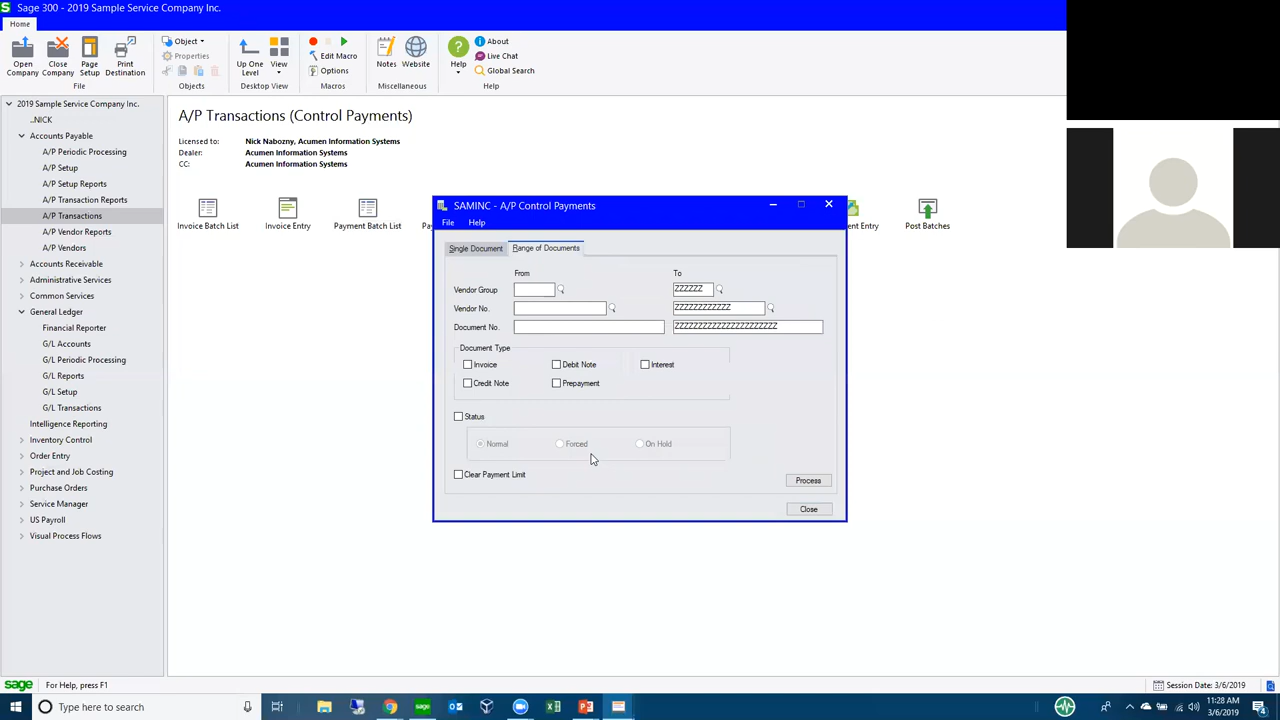 Sage 300 - 2019 Sample Service Company Inc.
Home
Open Company
Close Company
Page Setup
Print Destination
File
Object
Properties
Objects
Up One Level
View
Desktop View
Edit Macro
Options
Macros
Notes
Website
Miscellaneous
Help
About
Live Chat
Global Search
Help
2019 Sample Service Company Inc.
..NICK
Accounts Payable
A/P Periodic Processing
A/P Setup
A/P Setup Reports
A/P Transaction Reports
A/P Transactions
A/P Vendor Reports
A/P Vendors
Accounts Receivable
Administrative Services
Common Services
General Ledger
Financial Reporter
G/L Accounts
G/L Periodic Processing
G/L Reports
G/L Setup
G/L Transactions
Intelligence Reporting
Inventory Control
Order Entry
Project and Job Costing
Purchase Orders
Service Manager
US Payroll
Visual Process Flows
A/P Transactions (Control Payments)
Licensed to: Nick Nabozny, Acumen Information Systems
Dealer: Acumen Information Systems
CC: Acumen Information Systems
Invoice Batch List
Invoice Entry
Payment Batch List
Post Batches
SAMINC - A/P Control Payments
File Help
Single Document Range of Documents
From To
Vendor Group ZZZZZZ
Vendor No. ZZZZZZZZZZZZ
Document No. ZZZZZZZZZZZZZZZZZZZZZZ
Document Type
Invoice Debit Note Interest
Credit Note Prepayment
Status
Normal Forced On Hold
Clear Payment Limit
Process
Close
sage For Help, press F1
Session Date: 3/6/2019
Type here to search
sage
11:28 AM
3/6/2019